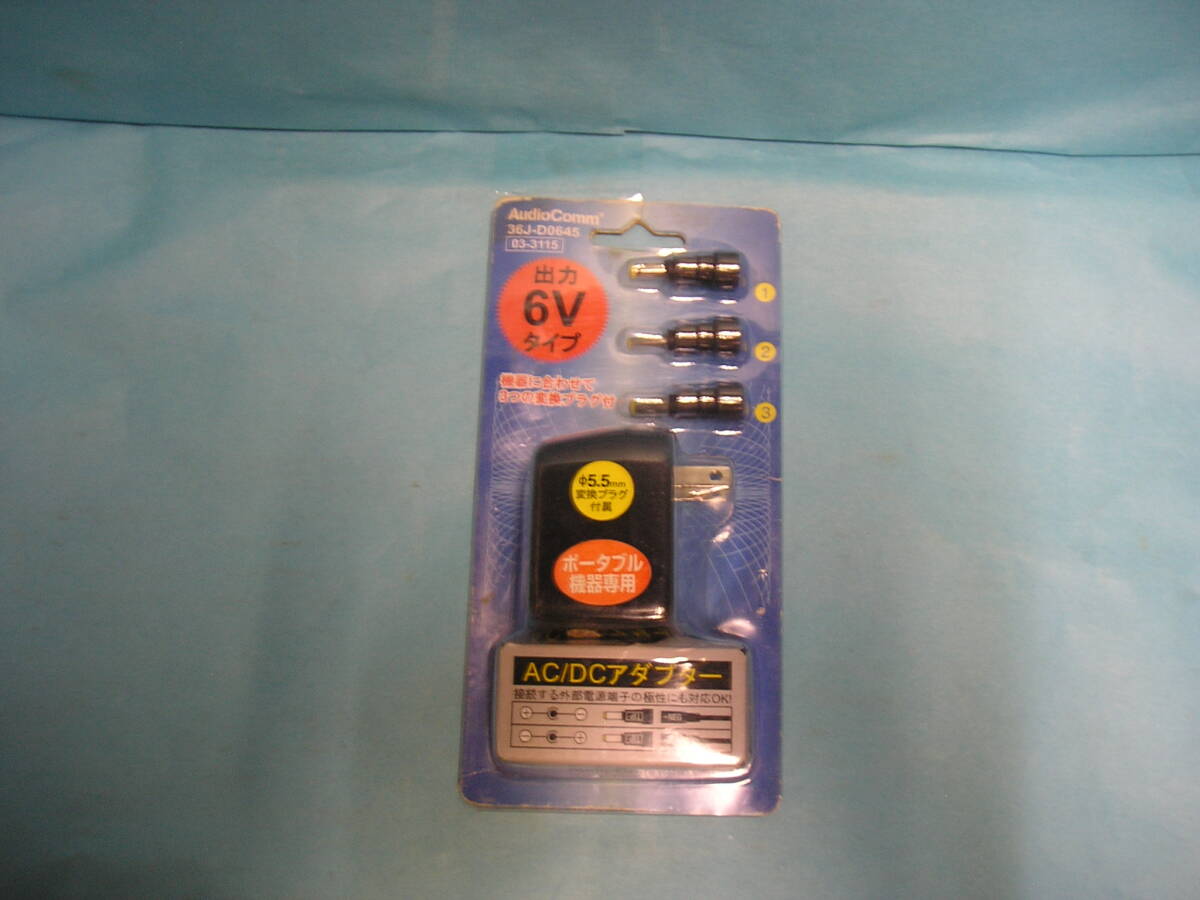 AudioComm®
36J-D0645
03-3115
出力
6V
タイプ
機器に合わせて
3つの変換プラグ付
1
2
3
φ5.5mm
変換プラグ
付属
ポータブル
機器専用
AC/DCアダプター
接続する外部電源端子の極性にも対応OK!